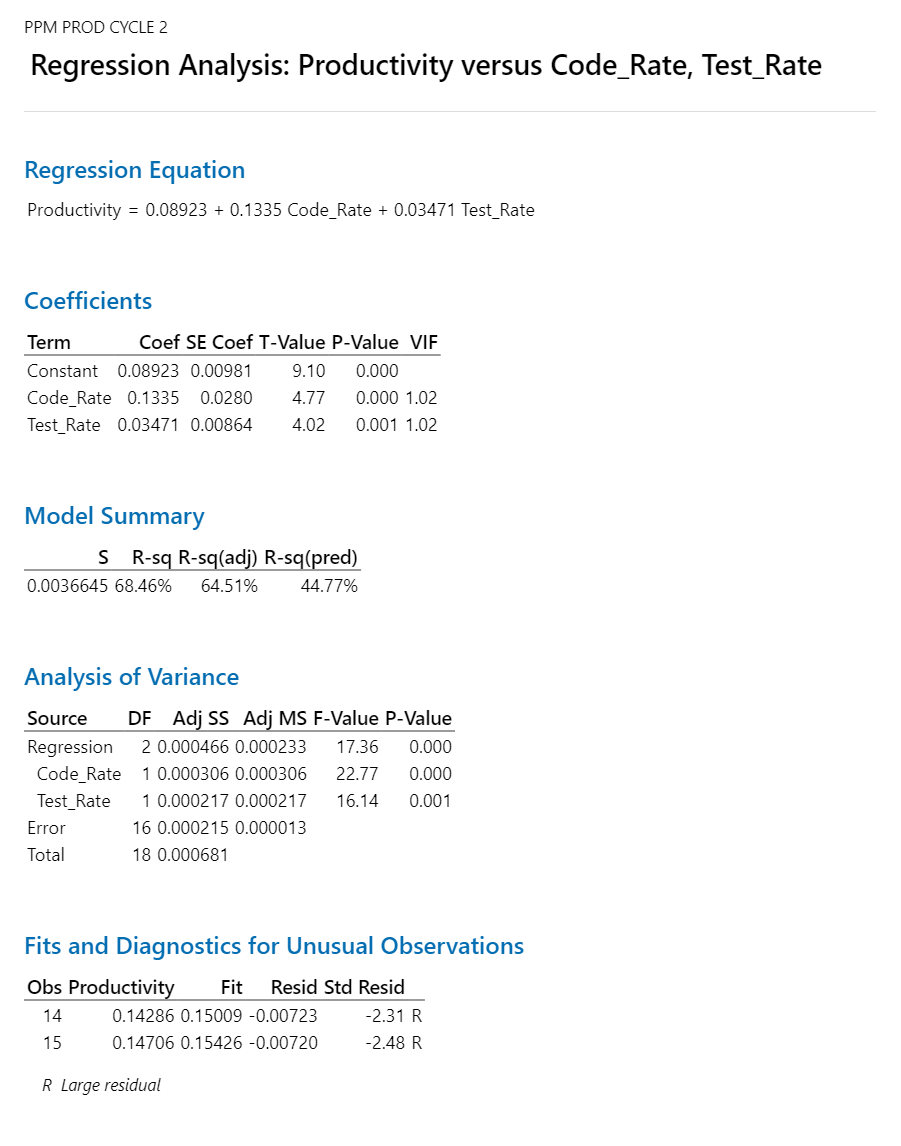 PPM PROD CYCLE 2
Regression Analysis: Productivity versus Code_Rate, Test_Rate
Regression Equation
Productivity = 0.08923 + 0.1335 Code_Rate + 0.03471 Test_Rate
Coefficients
Term Coef SE Coef T-Value P-Value VIF
Constant 0.08923 0.00981 9.10 0.000
Code_Rate 0.1335 0.0280 4.77 0.000 1.02
Test_Rate 0.03471 0.00864 4.02 0.001 1.02
Model Summary
S R-sq R-sq(adj) R-sq(pred)
0.0036645 68.46% 64.51% 44.77%
Analysis of Variance
Source DF Adj SS Adj MS F-Value P-Value
Regression 2 0.000466 0.000233 17.36 0.000
Code_Rate 1 0.000306 0.000306 22.77 0.000
Test_Rate 1 0.000217 0.000217 16.14 0.001
Error 16 0.000215 0.000013
Total 18 0.000681
Fits and Diagnostics for Unusual Observations
Obs Productivity Fit Resid Std Resid
14 0.14286 0.15009 -0.00723 -2.31 R
15 0.14706 0.15426 -0.00720 -2.48 R
R Large residual